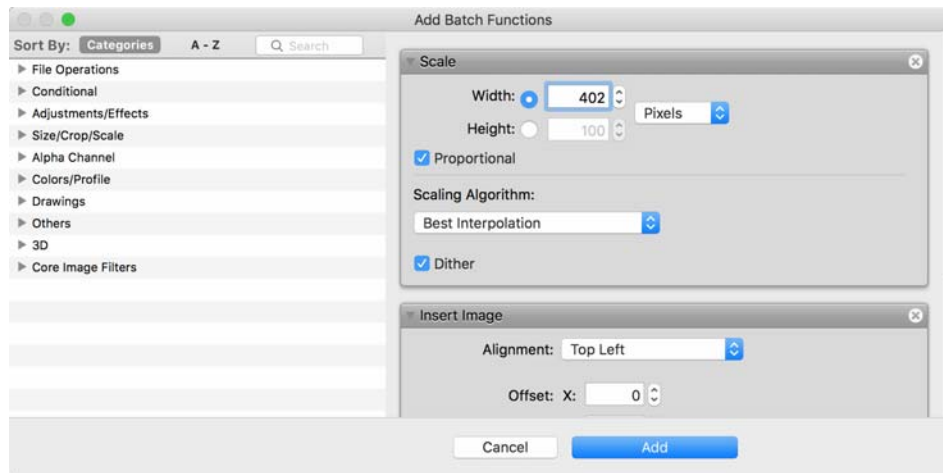 Add Batch Functions
Sort By: Categories A - Z Search
File Operations
Conditional
Adjustments/Effects
Size/Crop/Scale
Alpha Channel
Colors/Profile
Drawings
Others
3D
Core Image Filters
Scale
Width: 402
Pixels
Height: 100
Proportional
Scaling Algorithm:
Best Interpolation
Dither
Insert Image
Alignment: Top Left
Offset: X: 0
Cancel Add